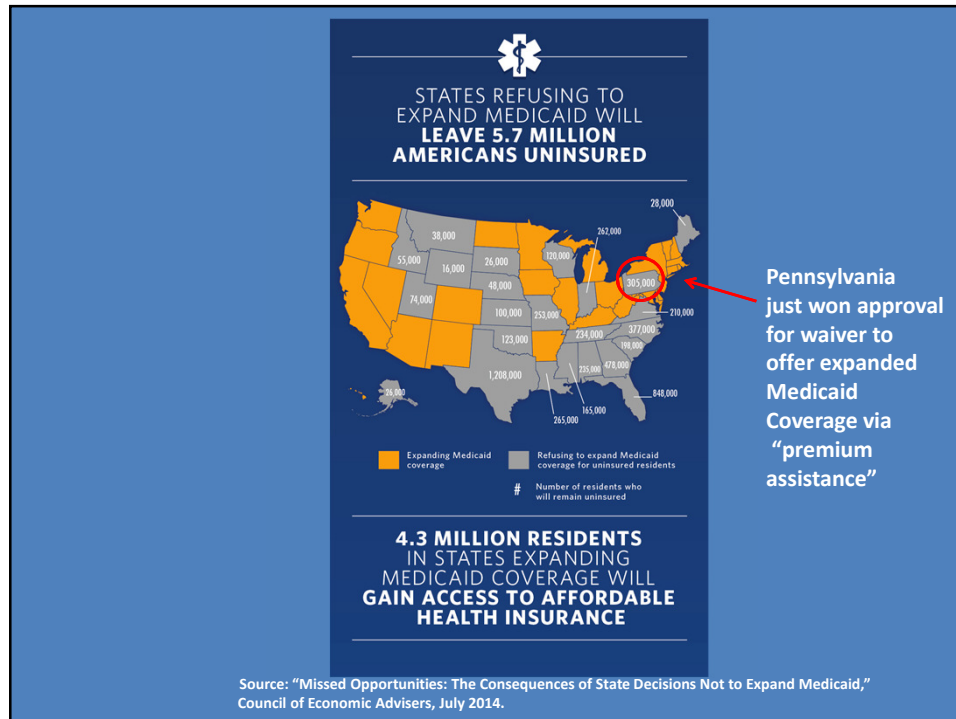 STATES REFUSING TO
EXPAND MEDICAID WILL
LEAVE 5.7 MILLION
AMERICANS UNINSURED
28,000
262,000
38,000
120,000
55,000
16,000
26,000
305,000
48,000
74,000
210,000
100,000
253,000
377,000
234,000
123,000
198,000
1,208,000
235,000
478,000
26,000
848,000
165,000
265,000
Pennsylvania
just won approval
for waiver to
offer expanded
Medicaid
Coverage via
“premium
assistance”
Expanding Medicaid
coverage
Refusing to expand Medicaid
coverage for uninsured residents
# Number of residents who
will remain uninsured
4.3 MILLION RESIDENTS
IN STATES EXPANDING
MEDICAID COVERAGE WILL
GAIN ACCESS TO AFFORDABLE
HEALTH INSURANCE
Source: “Missed Opportunities: The Consequences of State Decisions Not to Expand Medicaid,”
Council of Economic Advisers, July 2014.